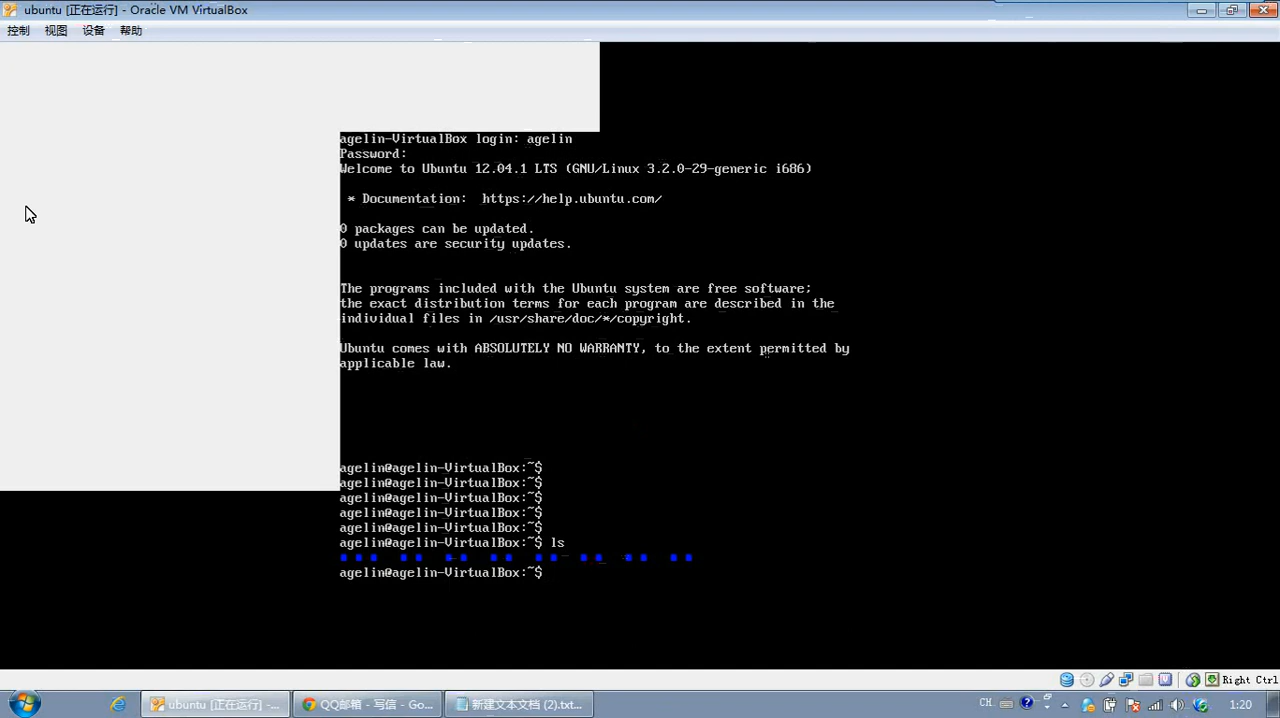 ubuntu [正在运行] - Oracle VM VirtualBox
控制 视图 设备 帮助
agelin-VirtualBox login: agelin
Password:
Welcome to Ubuntu 12.04.1 LTS (GNU/Linux 3.2.0-29-generic i686)
* Documentation: https://help.ubuntu.com/
0 packages can be updated.
0 updates are security updates.
The programs included with the Ubuntu system are free software;
the exact distribution terms for each program are described in the
individual files in /usr/share/doc/*/copyright.
Ubuntu comes with ABSOLUTELY NO WARRANTY, to the extent permitted by
applicable law.
agelin@agelin-VirtualBox:~$
agelin@agelin-VirtualBox:~$
agelin@agelin-VirtualBox:~$
agelin@agelin-VirtualBox:~$
agelin@agelin-VirtualBox:~$
agelin@agelin-VirtualBox:~$ ls
agelin@agelin-VirtualBox:~$
Right Ctrl
ubuntu [正在运行] -... QQ邮箱 - 写信 - Go... 新建文本文档 (2).txt... CH 1:20